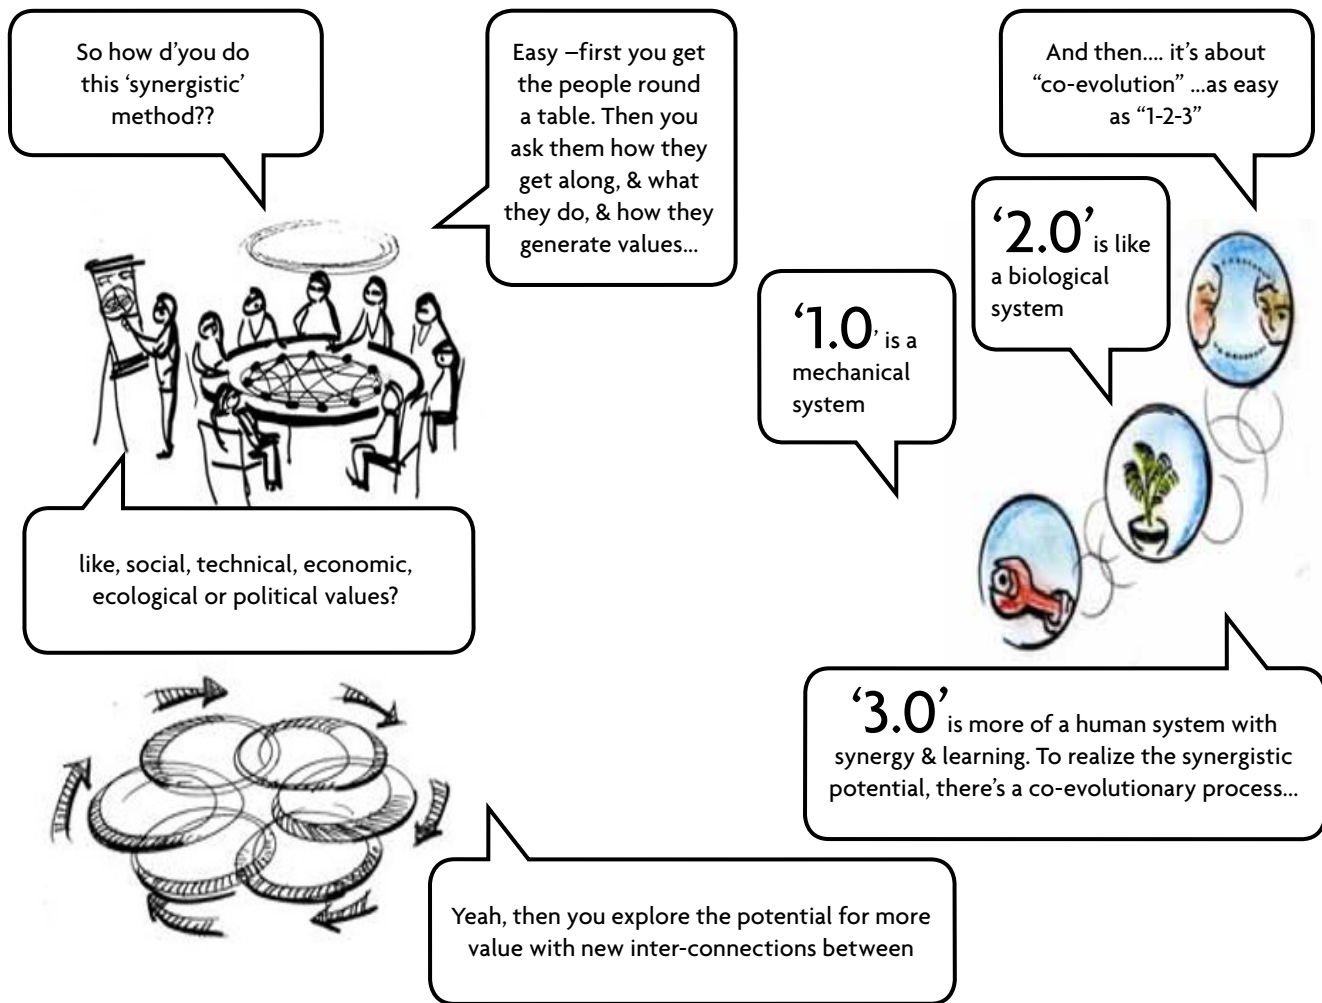 So how d’you do
this ‘synergistic’
method??
Easy –first you get
the people round
a table. Then you
ask them how they
get along, & what
they do, & how they
generate values...
like, social, technical, economic,
ecological or political values?
Yeah, then you explore the potential for more
value with new inter-connections between
And then.... it’s about
“co-evolution” ...as easy
as “1-2-3”
‘1.0’ is a
mechanical
system
‘2.0’ is like
a biological
system
‘3.0’ is more of a human system with
synergy & learning. To realize the synergistic
potential, there’s a co-evolutionary process...